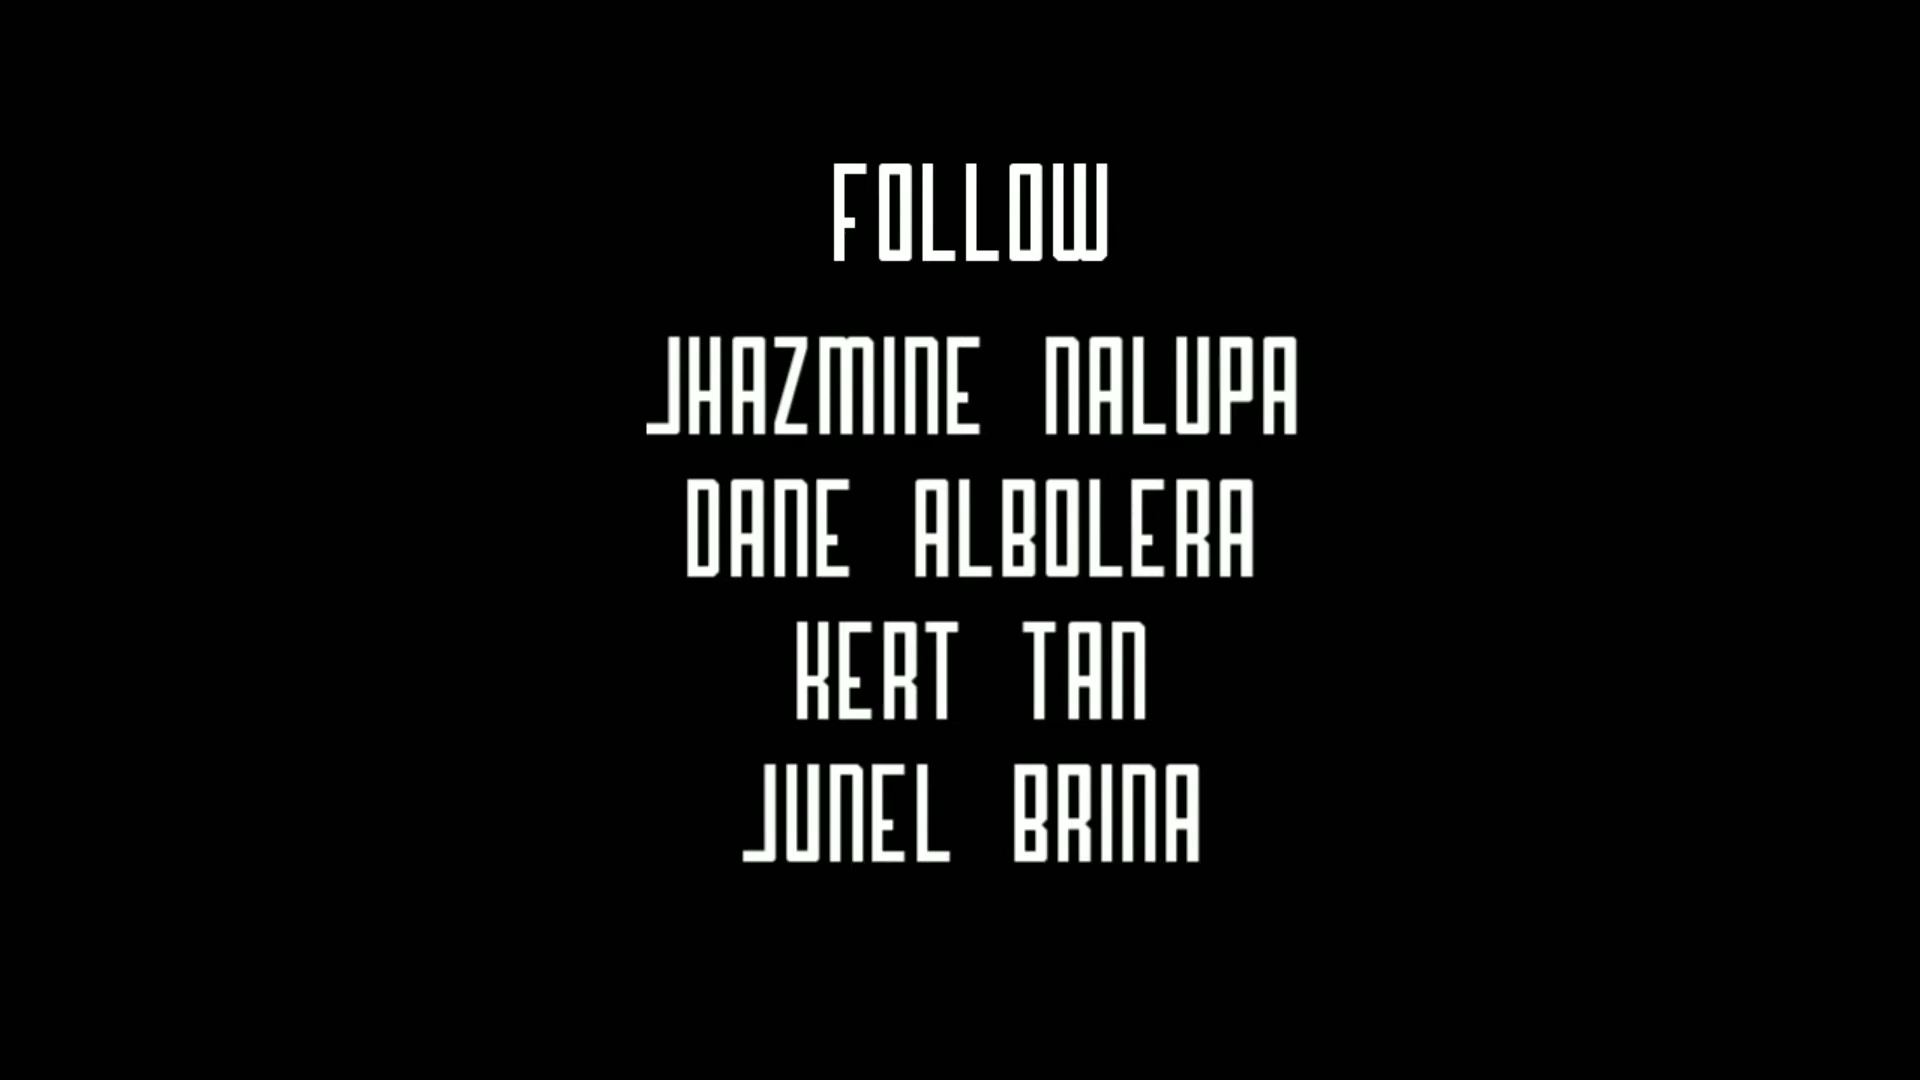 FOLLOW
JHAZMINE NALUPA
DANE ALBOLERA
KERT TAN
JUNEL BRINA